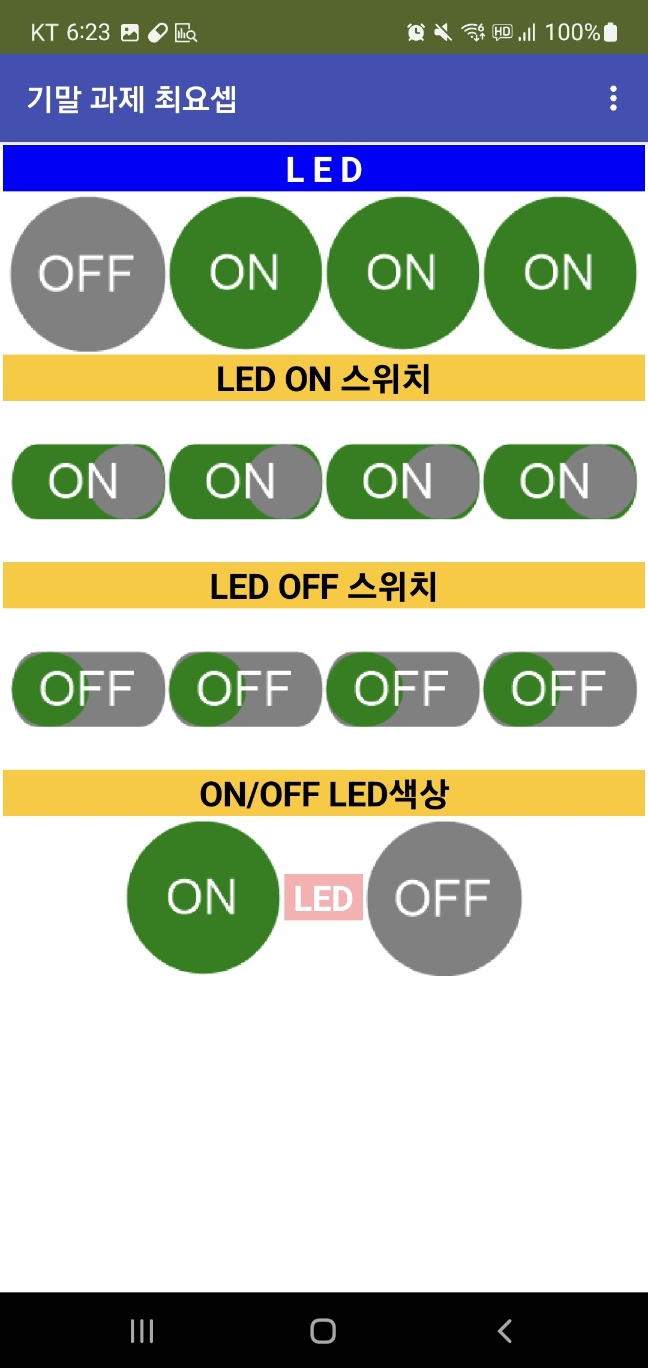 KT 6:23 HD 100%
기말 과제 최요셉
LED
OFF ON ON ON
LED ON 스위치
ON ON ON ON
LED OFF 스위치
OFF OFF OFF OFF
ON/OFF LED색상
ON LED OFF